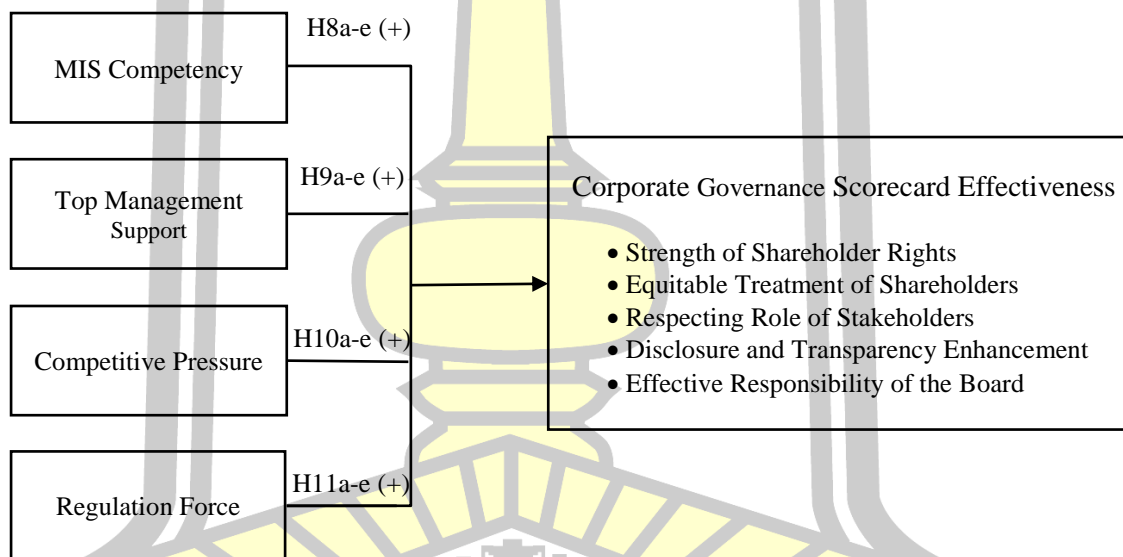 H8a-e (+)
MIS Competency
H9a-e (+)
Top Management
Support
H10a-e (+)
Competitive Pressure
H11a-e (+)
Regulation Force
Corporate Governance Scorecard Effectiveness
• Strength of Shareholder Rights
• Equitable Treatment of Shareholders
• Respecting Role of Stakeholders
• Disclosure and Transparency Enhancement
• Effective Responsibility of the Board